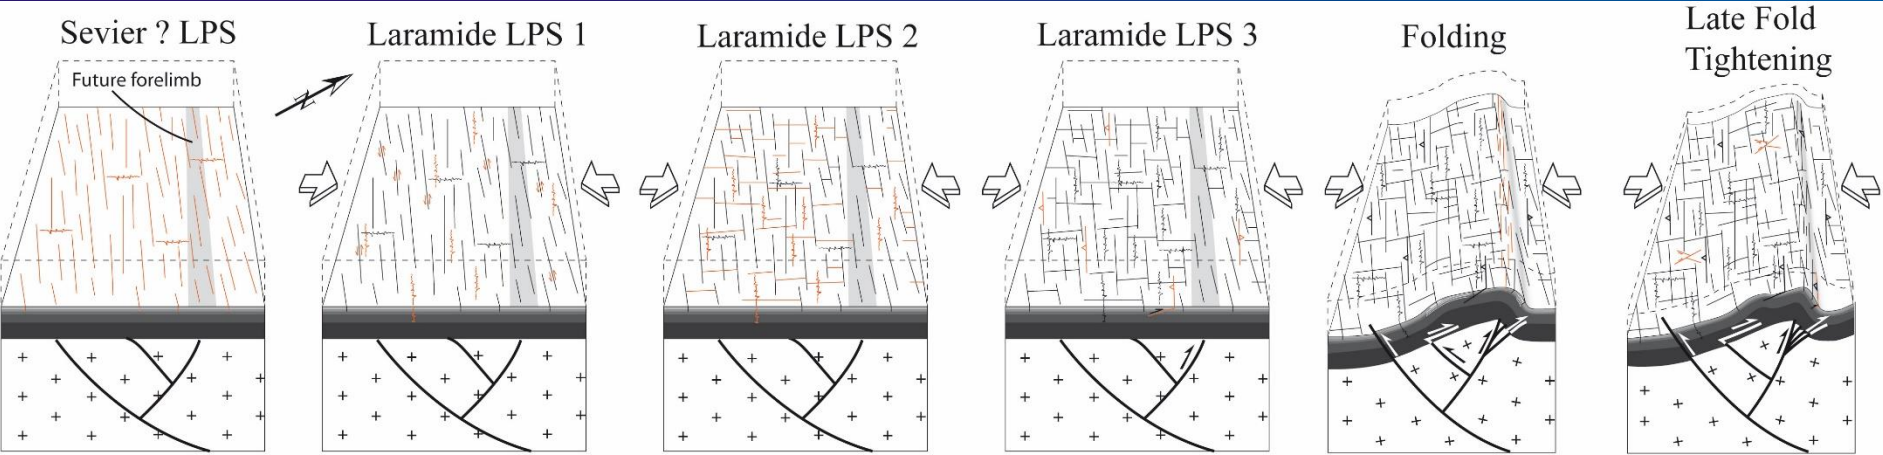 Sevier ? LPS
Future forelimb
N
Laramide LPS 1
Laramide LPS 2
Laramide LPS 3
Folding
Late Fold
Tightening